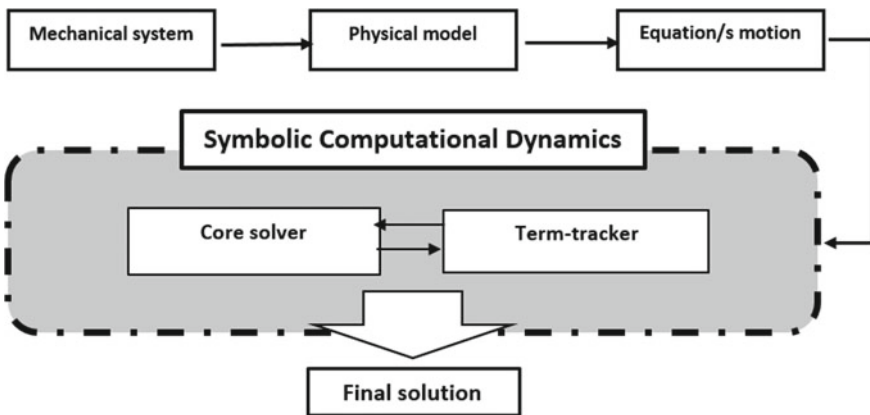 Mechanical system
Physical model
Equation/s motion
Symbolic Computational Dynamics
Core solver
Term-tracker
Final solution